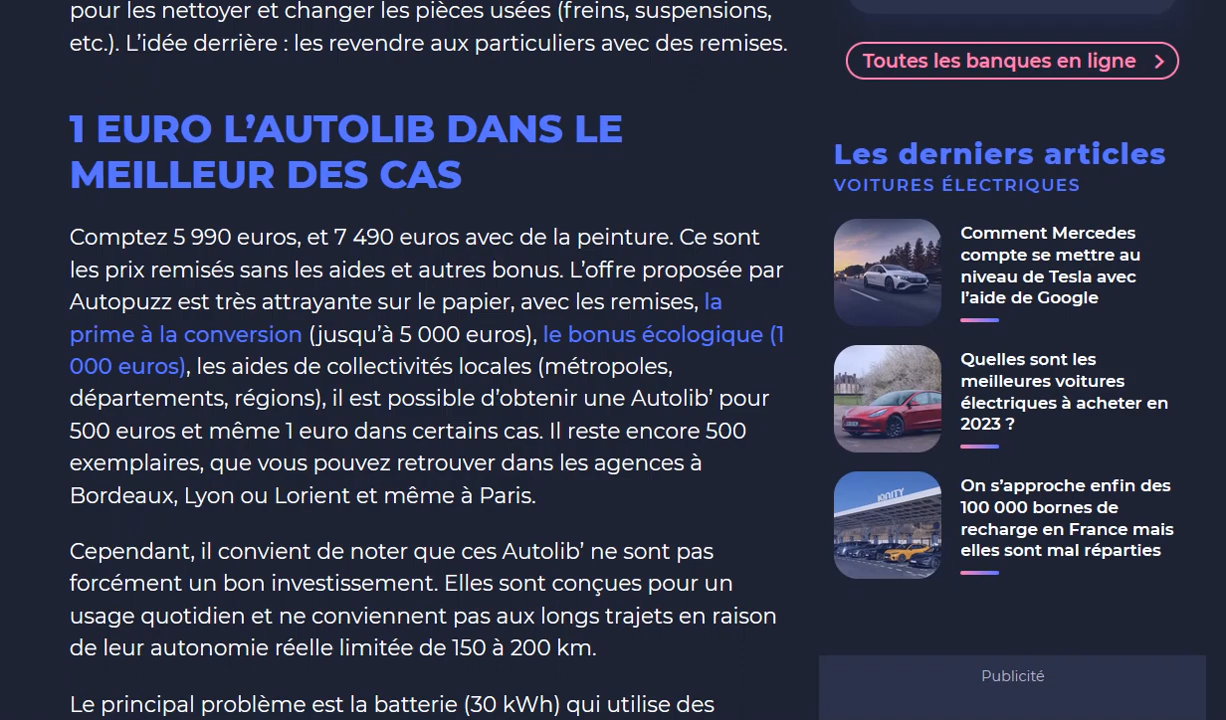 pour les nettoyer et changer les pièces usées (freins, suspensions,
etc.). L’idée derrière : les revendre aux particuliers avec des remises.
1 EURO L’AUTOLIB DANS LE
MEILLEUR DES CAS
Comptez 5 990 euros, et 7 490 euros avec de la peinture. Ce sont
les prix remisés sans les aides et autres bonus. L’offre proposée par
Autopuzz est très attrayante sur le papier, avec les remises, la
prime à la conversion (jusqu’à 5 000 euros), le bonus écologique (1
000 euros), les aides de collectivités locales (métropoles,
départements, régions), il est possible d’obtenir une Autolib’ pour
500 euros et même 1 euro dans certains cas. Il reste encore 500
exemplaires, que vous pouvez retrouver dans les agences à
Bordeaux, Lyon ou Lorient et même à Paris.
Cependant, il convient de noter que ces Autolib’ ne sont pas
forcément un bon investissement. Elles sont conçues pour un
usage quotidien et ne conviennent pas aux longs trajets en raison
de leur autonomie réelle limitée de 150 à 200 km.
Le principal problème est la batterie (30 kWh) qui utilise des
Toutes les banques en ligne
Les derniers articles
VOITURES ÉLECTRIQUES
Comment Mercedes
compte se mettre au
niveau de Tesla avec
l’aide de Google
Quelles sont les
meilleures voitures
électriques à acheter en
2023 ?
IONITY
On s’approche enfin des
100 000 bornes de
recharge en France mais
elles sont mal réparties
Publicité